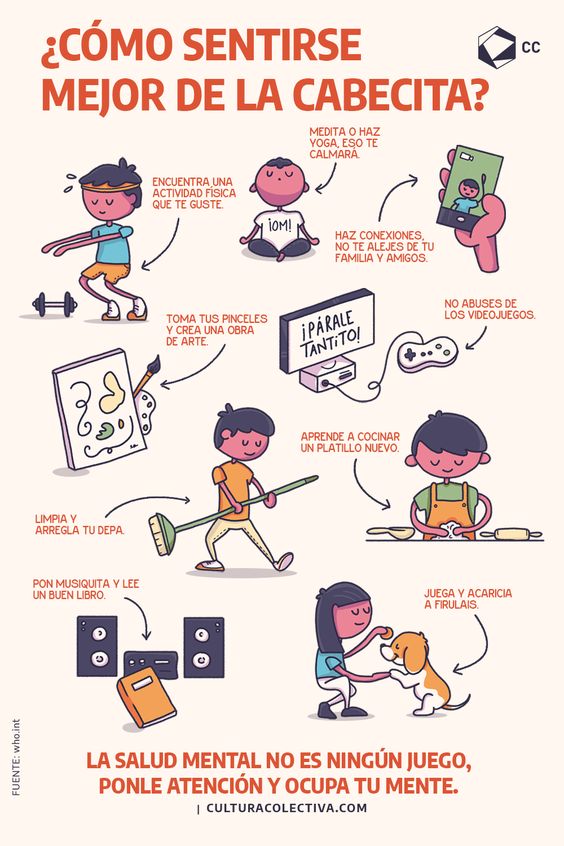 ¿CÓMO SENTIRSE
MEJOR DE LA CABECITA?
CC
MEDITA O HAZ
YOGA, ESO TE
CALMARÁ.
ENCUENTRA UNA
ACTIVIDAD FÍSICA
QUE TE GUSTE.
¡OM!
HAZ CONEXIONES,
NO TE ALEJES DE TU
FAMILIA Y AMIGOS.
TOMA TUS PINCELES
Y CREA UNA OBRA
DE ARTE.
¡PÁRALE
TANTITO!
NO ABUSES DE
LOS VIDEOJUEGOS.
APRENDE A COCINAR
UN PLATILLO NUEVO.
LIMPIA Y
ARREGLA TU DEPA.
PON MUSIQUITA Y LEE
UN BUEN LIBRO.
JUEGA Y ACARICIA
A FIRULAIS.
FUENTE: who.int
LA SALUD MENTAL NO ES NINGÚN JUEGO,
PONLE ATENCIÓN Y OCUPA TU MENTE.
| CULTURACOLECTIVA.COM